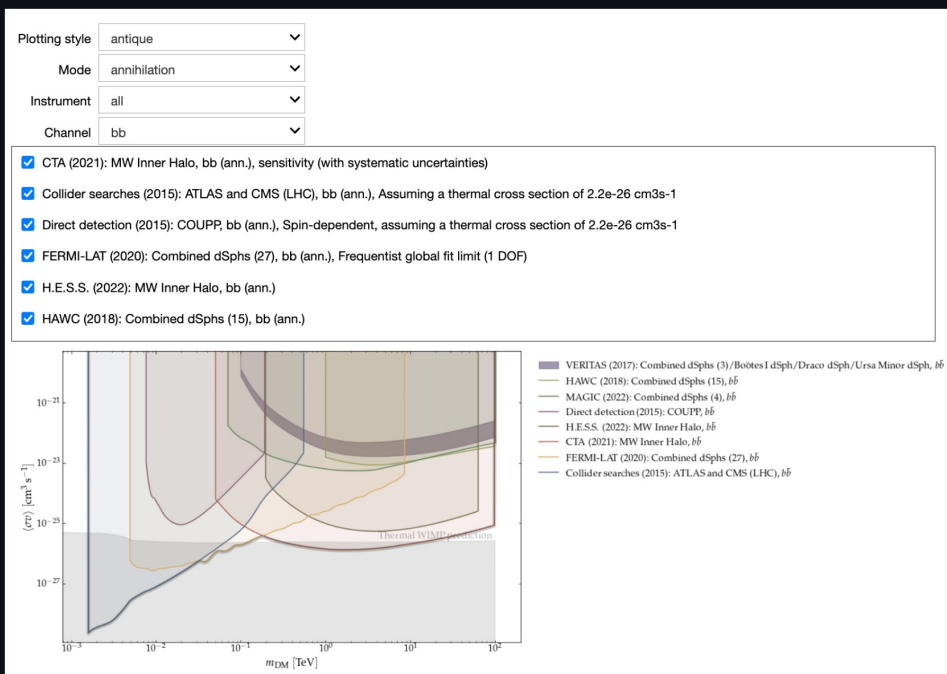 Plotting style antique
Mode annihilation
Instrument all
Channel bb
CTA (2021): MW Inner Halo, bb (ann.), sensitivity (with systematic uncertainties)
Collider searches (2015): ATLAS and CMS (LHC), bb (ann.), Assuming a thermal cross section of 2.2e-26 cm3s-1
Direct detection (2015): COUPP, bb (ann.), Spin-dependent, assuming a thermal cross section of 2.2e-26 cm3s-1
FERMI-LAT (2020): Combined dSphs (27), bb (ann.), Frequentist global fit limit (1 DOF)
H.E.S.S. (2022): MW Inner Halo, bb (ann.)
HAWC (2018): Combined dSphs (15), bb (ann.)
10⁻²¹
10⁻²³
10⁻²⁵
10⁻²⁷
⟨σv⟩ [cm³ s⁻¹]
Thermal WIMP prediction
10⁻³ 10⁻² 10⁻¹ 10⁰ 10¹ 10²
m_DM [TeV]
VERITAS (2017): Combined dSphs (3)/Boötes I dSph/Draco dSph/Ursa Minor dSph, bb̄
HAWC (2018): Combined dSphs (15), bb̄
MAGIC (2022): Combined dSphs (4), bb̄
Direct detection (2015): COUPP, bb̄
H.E.S.S. (2022): MW Inner Halo, bb̄
CTA (2021): MW Inner Halo, bb̄
FERMI-LAT (2020): Combined dSphs (27), bb̄
Collider searches (2015): ATLAS and CMS (LHC), bb̄